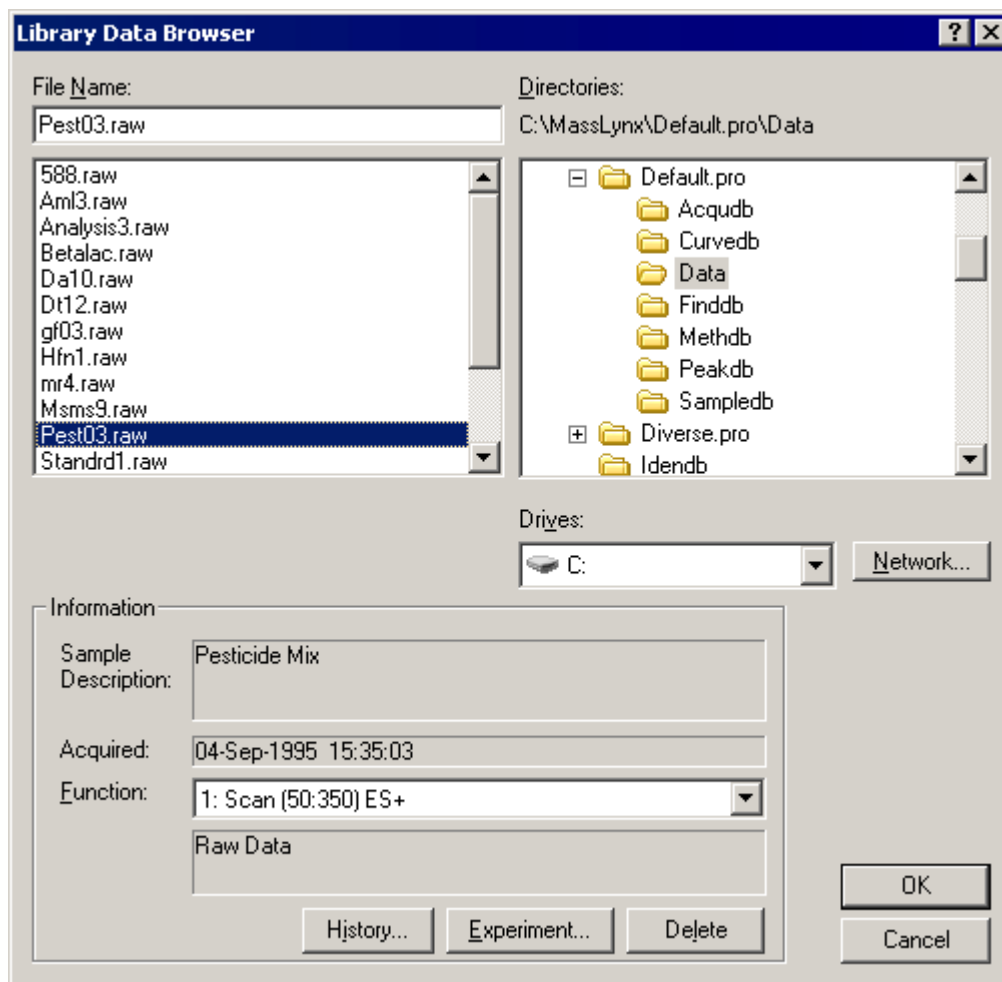 Library Data Browser
File Name:
Pest03.raw
588.raw
Aml3.raw
Analysis3.raw
Betalac.raw
Da10.raw
Dt12.raw
gf03.raw
Hfn1.raw
mr4.raw
Msms9.raw
Pest03.raw
Standrd1.raw
Directories:
C:\MassLynx\Default.pro\Data
Default.pro
Acqudb
Curvedb
Data
Finddb
Methdb
Peakdb
Sampledb
Diverse.pro
Idendb
Drives:
C:
Network...
Information
Sample
Description:
Pesticide Mix
Acquired:
04-Sep-1995 15:35:03
Function:
1: Scan (50:350) ES+
Raw Data
History...
Experiment...
Delete
OK
Cancel